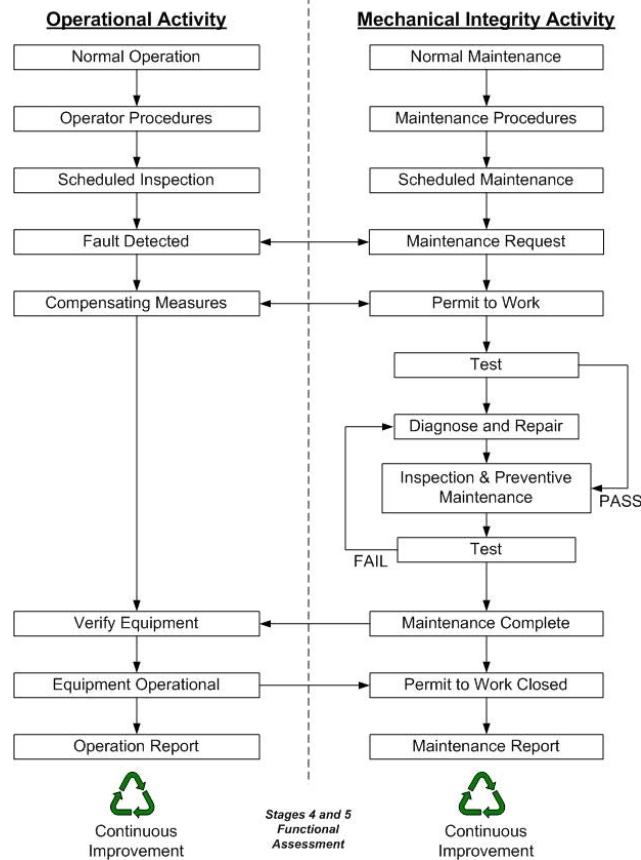 Operational Activity
Mechanical Integrity Activity
Normal Operation
Normal Maintenance
Operator Procedures
Maintenance Procedures
Scheduled Inspection
Scheduled Maintenance
Fault Detected
Maintenance Request
Compensating Measures
Permit to Work
Test
Diagnose and Repair
Inspection & Preventive
Maintenance
PASS
Test
FAIL
Verify Equipment
Maintenance Complete
Equipment Operational
Permit to Work Closed
Operation Report
Maintenance Report
Continuous
Improvement
Stages 4 and 5
Functional
Assessment
Continuous
Improvement